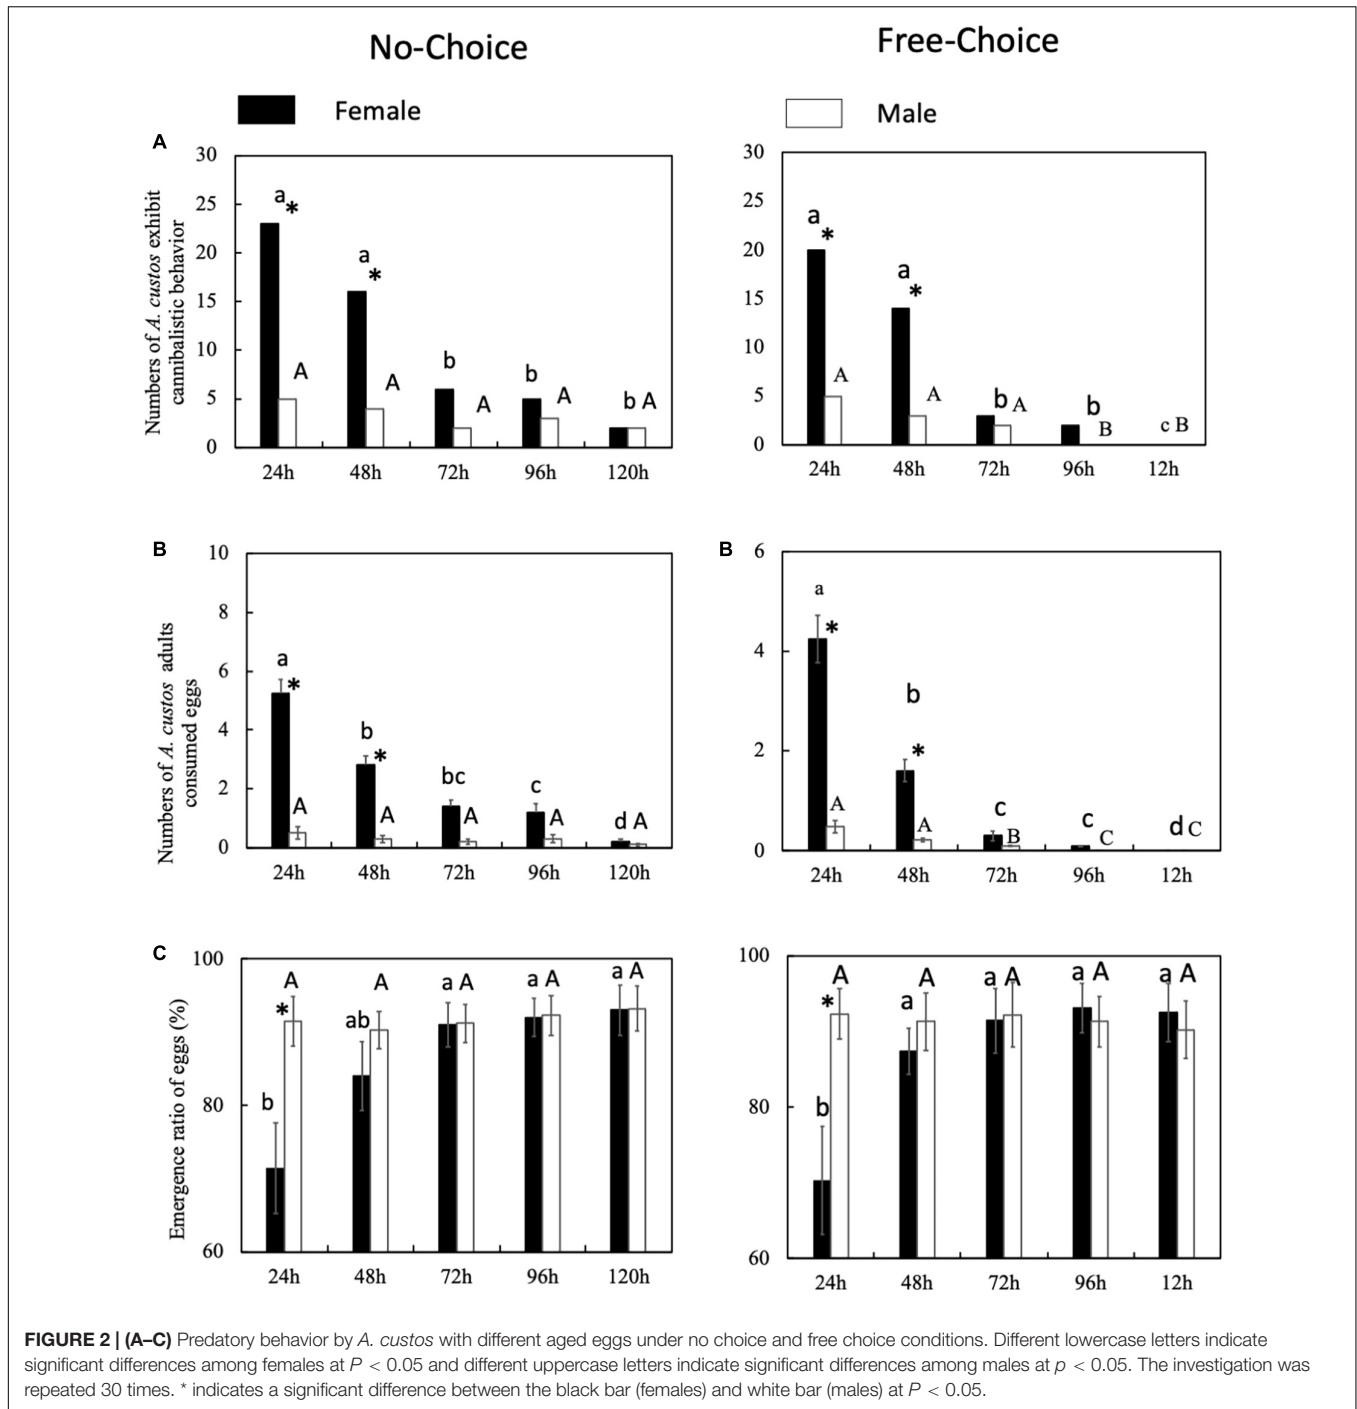 No-Choice
Free-Choice
Female
Male
A
Numbers of A. custos exhibit
cannibalistic behavior
30
25
20
15
10
5
0
a
*
A
a
*
A
b
A
b
A
b A
24h
48h
72h
96h
120h
30
25
20
15
10
5
0
a
*
A
a
*
A
b A
b
B
c B
24h
48h
72h
96h
12h
B
Numbers of A. custos adults
consumed eggs
10
8
6
4
2
0
a
*
A
b
*
A
bc
A
c
A
d A
24h
48h
72h
96h
120h
B
6
4
2
0
a
*
A
b
*
A
c
B
c
C
d C
24h
48h
72h
96h
12h
C
Emergence ratio of eggs (%)
100
80
60
b
*
A
ab
A
a A
a A
a A
24h
48h
72h
96h
120h
100
80
60
b
*
A
a
A
a A
a A
a A
24h
48h
72h
96h
12h
FIGURE 2 | (A–C) Predatory behavior by A. custos with different aged eggs under no choice and free choice conditions. Different lowercase letters indicate
significant differences among females at P < 0.05 and different uppercase letters indicate significant differences among males at p < 0.05. The investigation was
repeated 30 times. * indicates a significant difference between the black bar (females) and white bar (males) at P < 0.05.